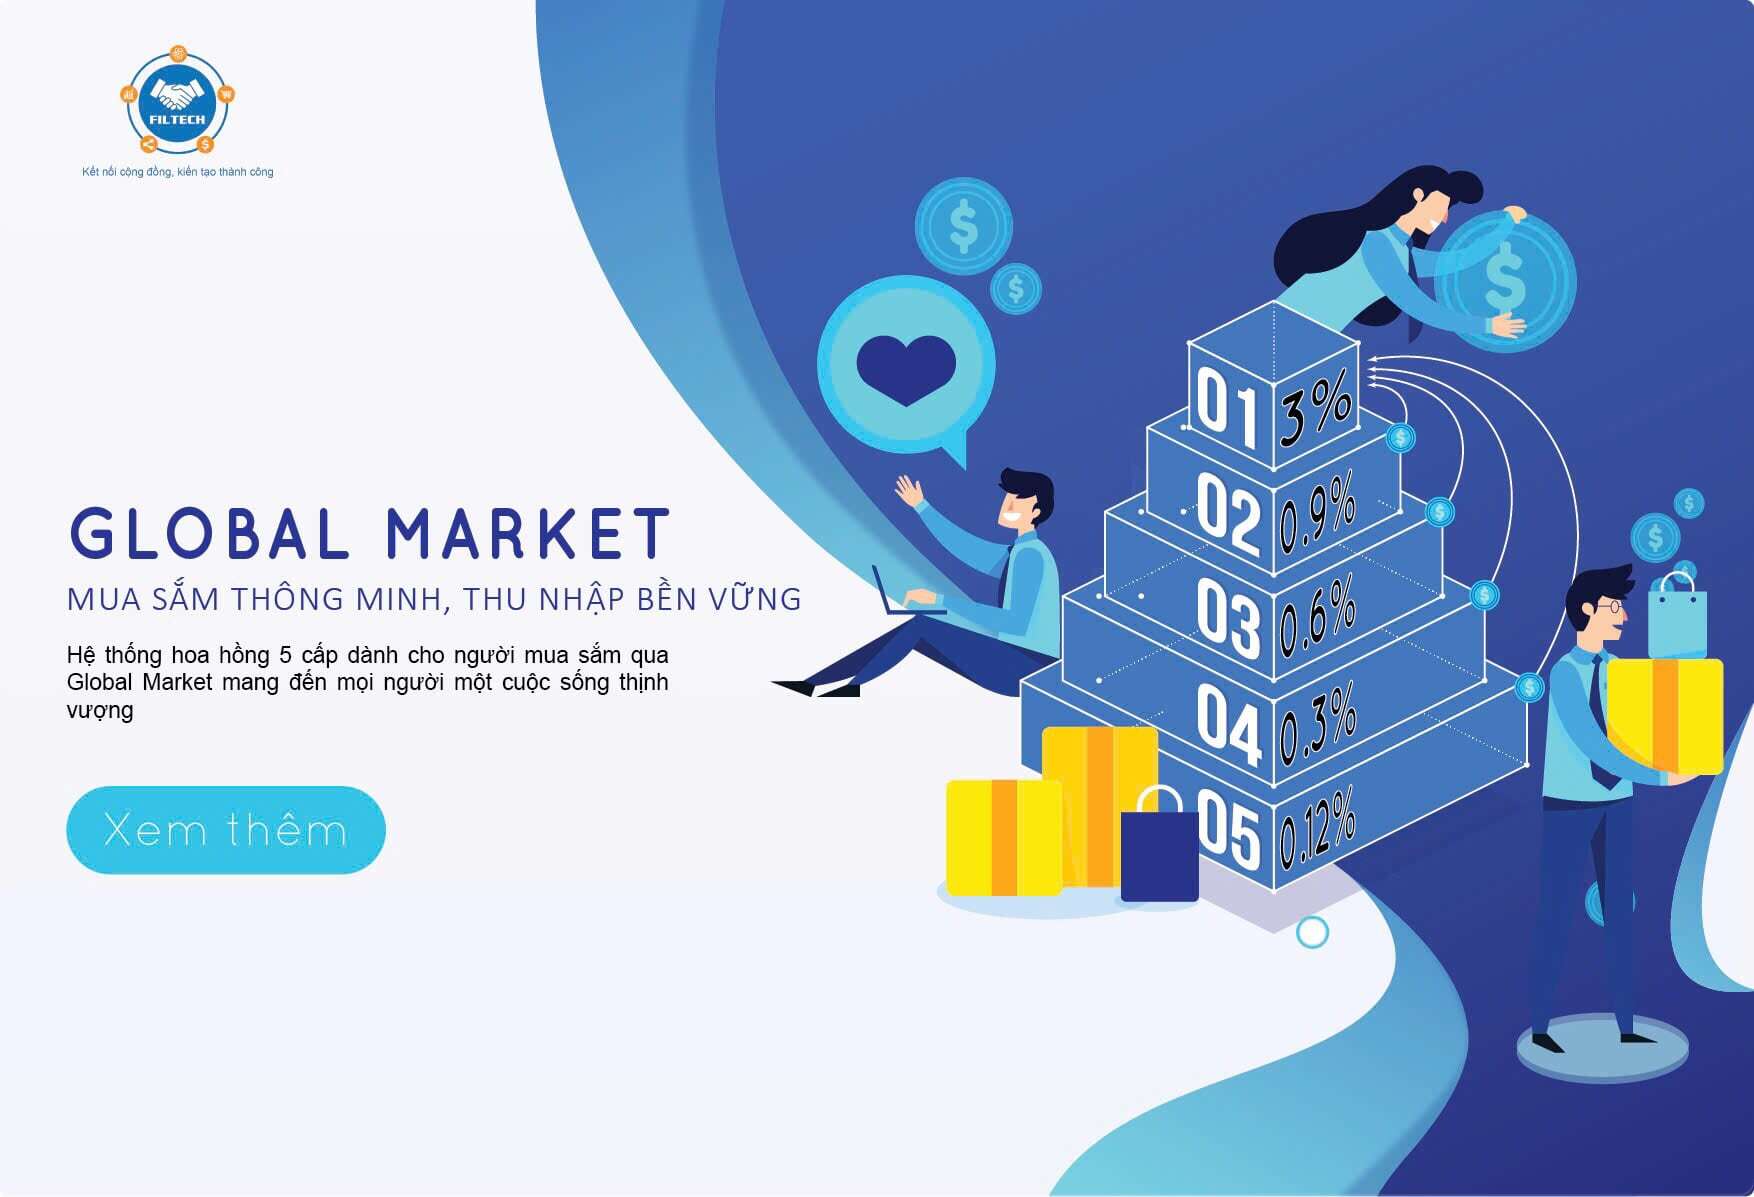 FILTECH
Kết nối cộng đồng, kiến tạo thành công
GLOBAL MARKET
MUA SẮM THÔNG MINH, THU NHẬP BỀN VỮNG
Hệ thống hoa hồng 5 cấp dành cho người mua sắm qua
Global Market mang đến mọi người một cuộc sống thịnh
vượng
Xem thêm
01 3%
02 0.9%
03 0.6%
04 0.3%
05 0.12%